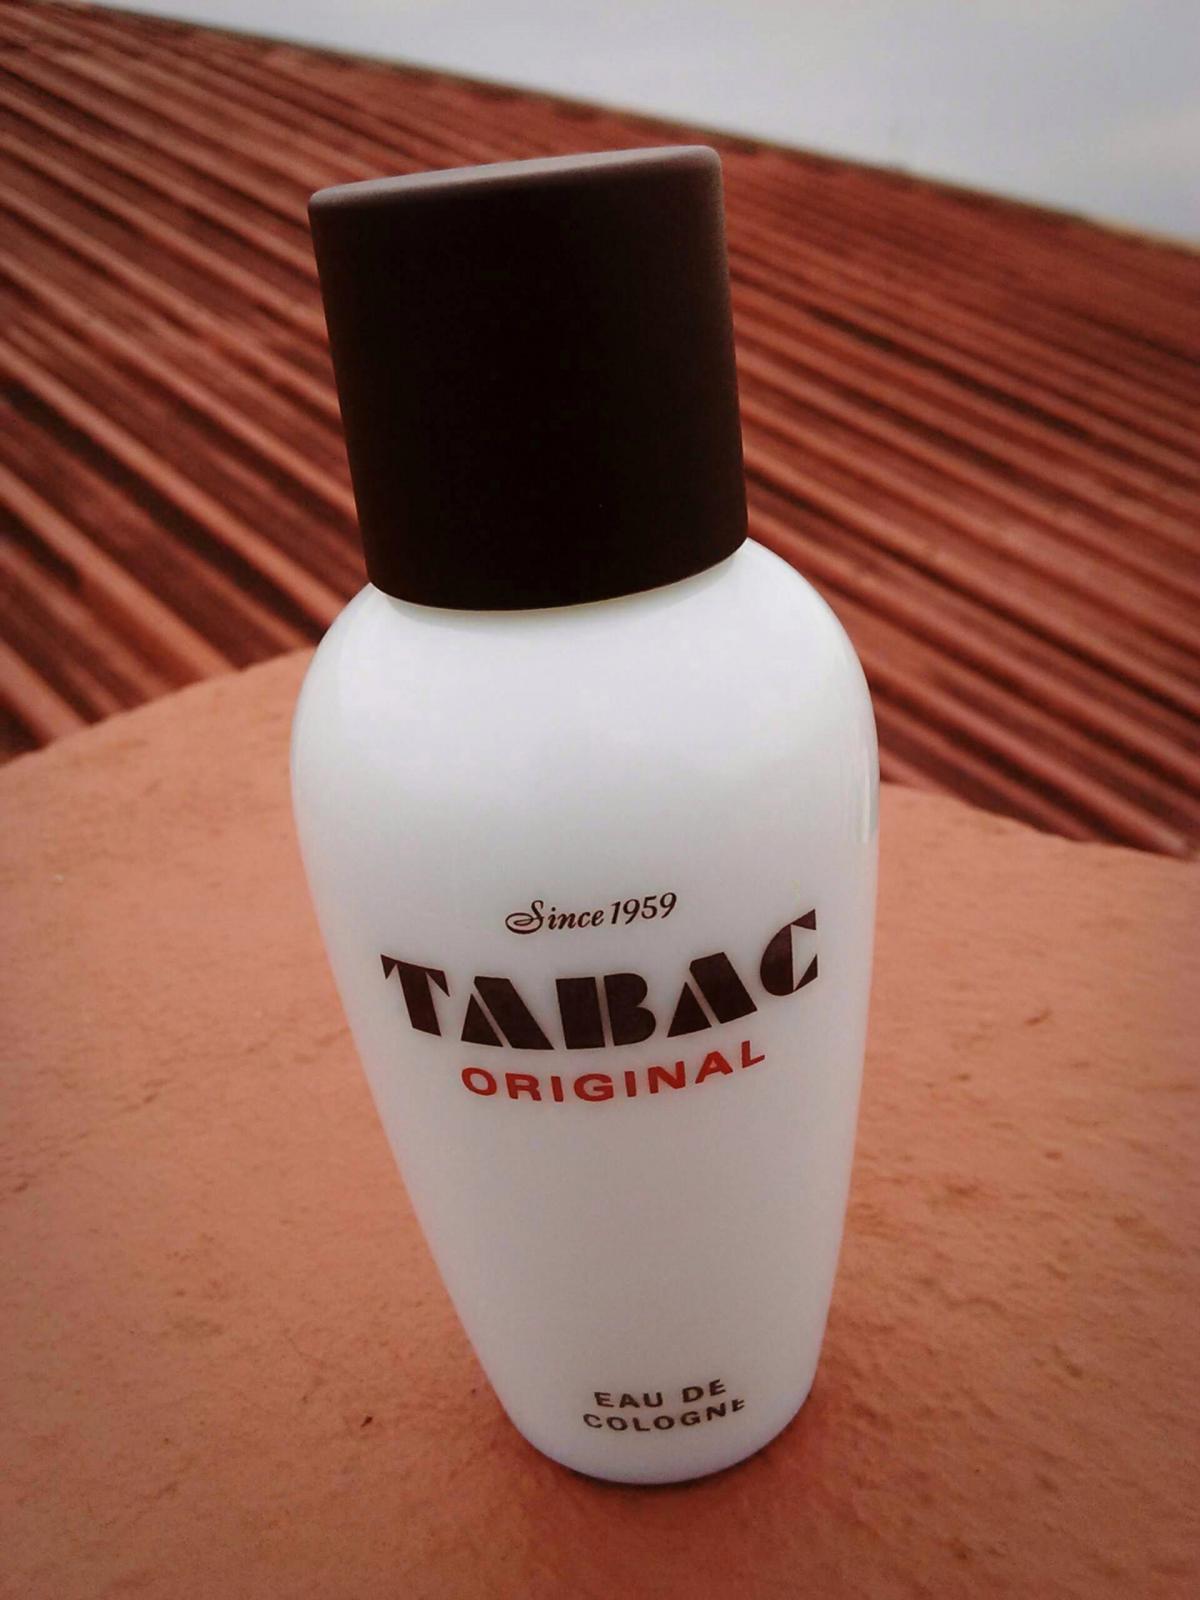 Since 1959
TABAC
ORIGINAL
EAU DE
COLOGNE